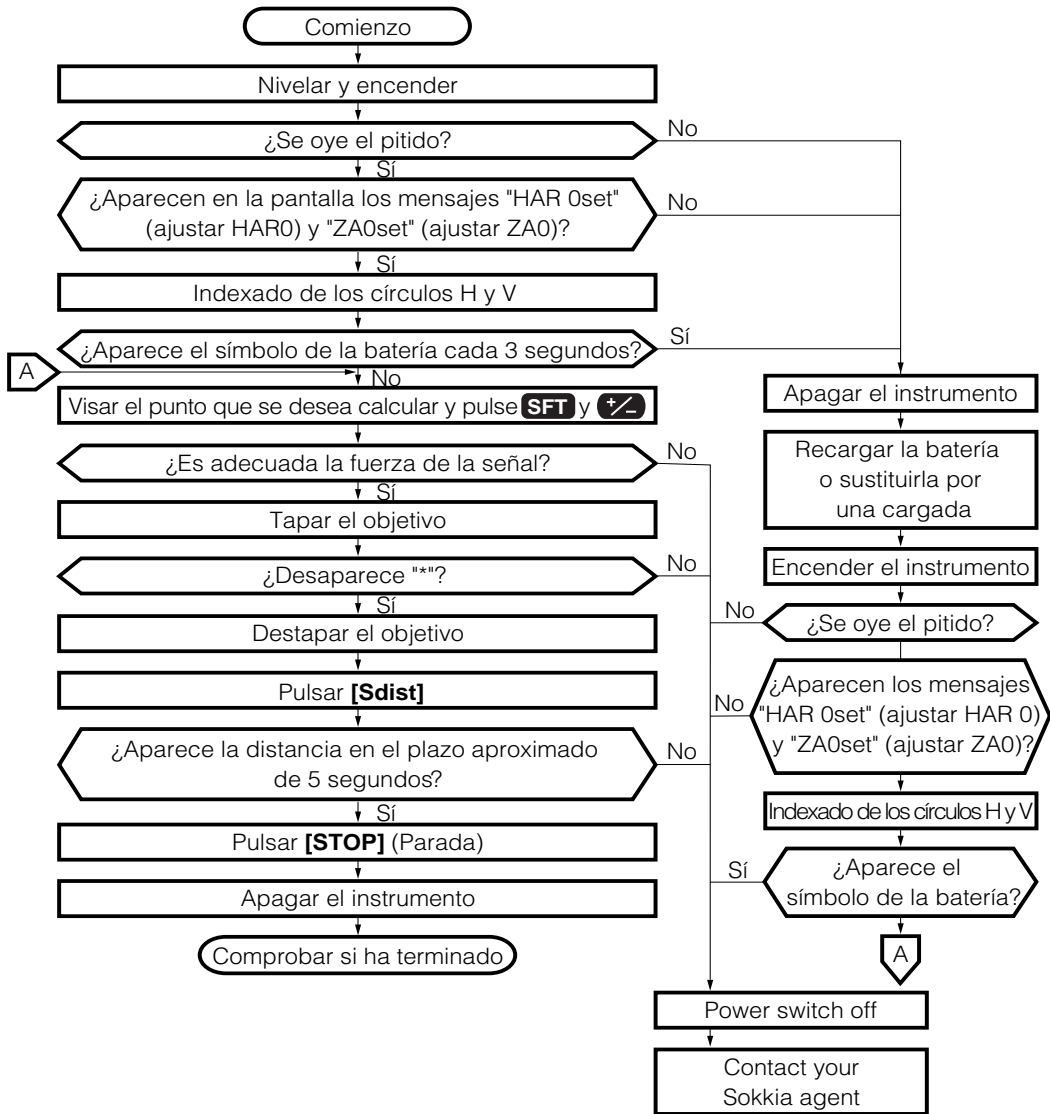 Comienzo
Nivelar y encender
¿Se oye el pitido?
No
Sí
¿Aparecen en la pantalla los mensajes "HAR 0set"
(ajustar HAR0) y "ZA0set" (ajustar ZA0)?
No
Sí
Indexado de los círculos H y V
¿Aparece el símbolo de la batería cada 3 segundos?
Sí
A
No
Visar el punto que se desea calcular y pulse SFT y +/−
¿Es adecuada la fuerza de la señal?
No
Sí
Tapar el objetivo
¿Desaparece "*"?
No
Sí
Destapar el objetivo
Pulsar [Sdist]
¿Aparece la distancia en el plazo aproximado
de 5 segundos?
No
Sí
Pulsar [STOP] (Parada)
Apagar el instrumento
Comprobar si ha terminado
Apagar el instrumento
Recargar la batería
o sustituirla por
una cargada
Encender el instrumento
No
¿Se oye el pitido?
No
¿Aparecen los mensajes
"HAR 0set" (ajustar HAR 0)
y "ZA0set" (ajustar ZA0)?
Indexado de los círculos H y V
Sí
¿Aparece el
símbolo de la batería?
A
Power switch off
Contact your
Sokkia agent